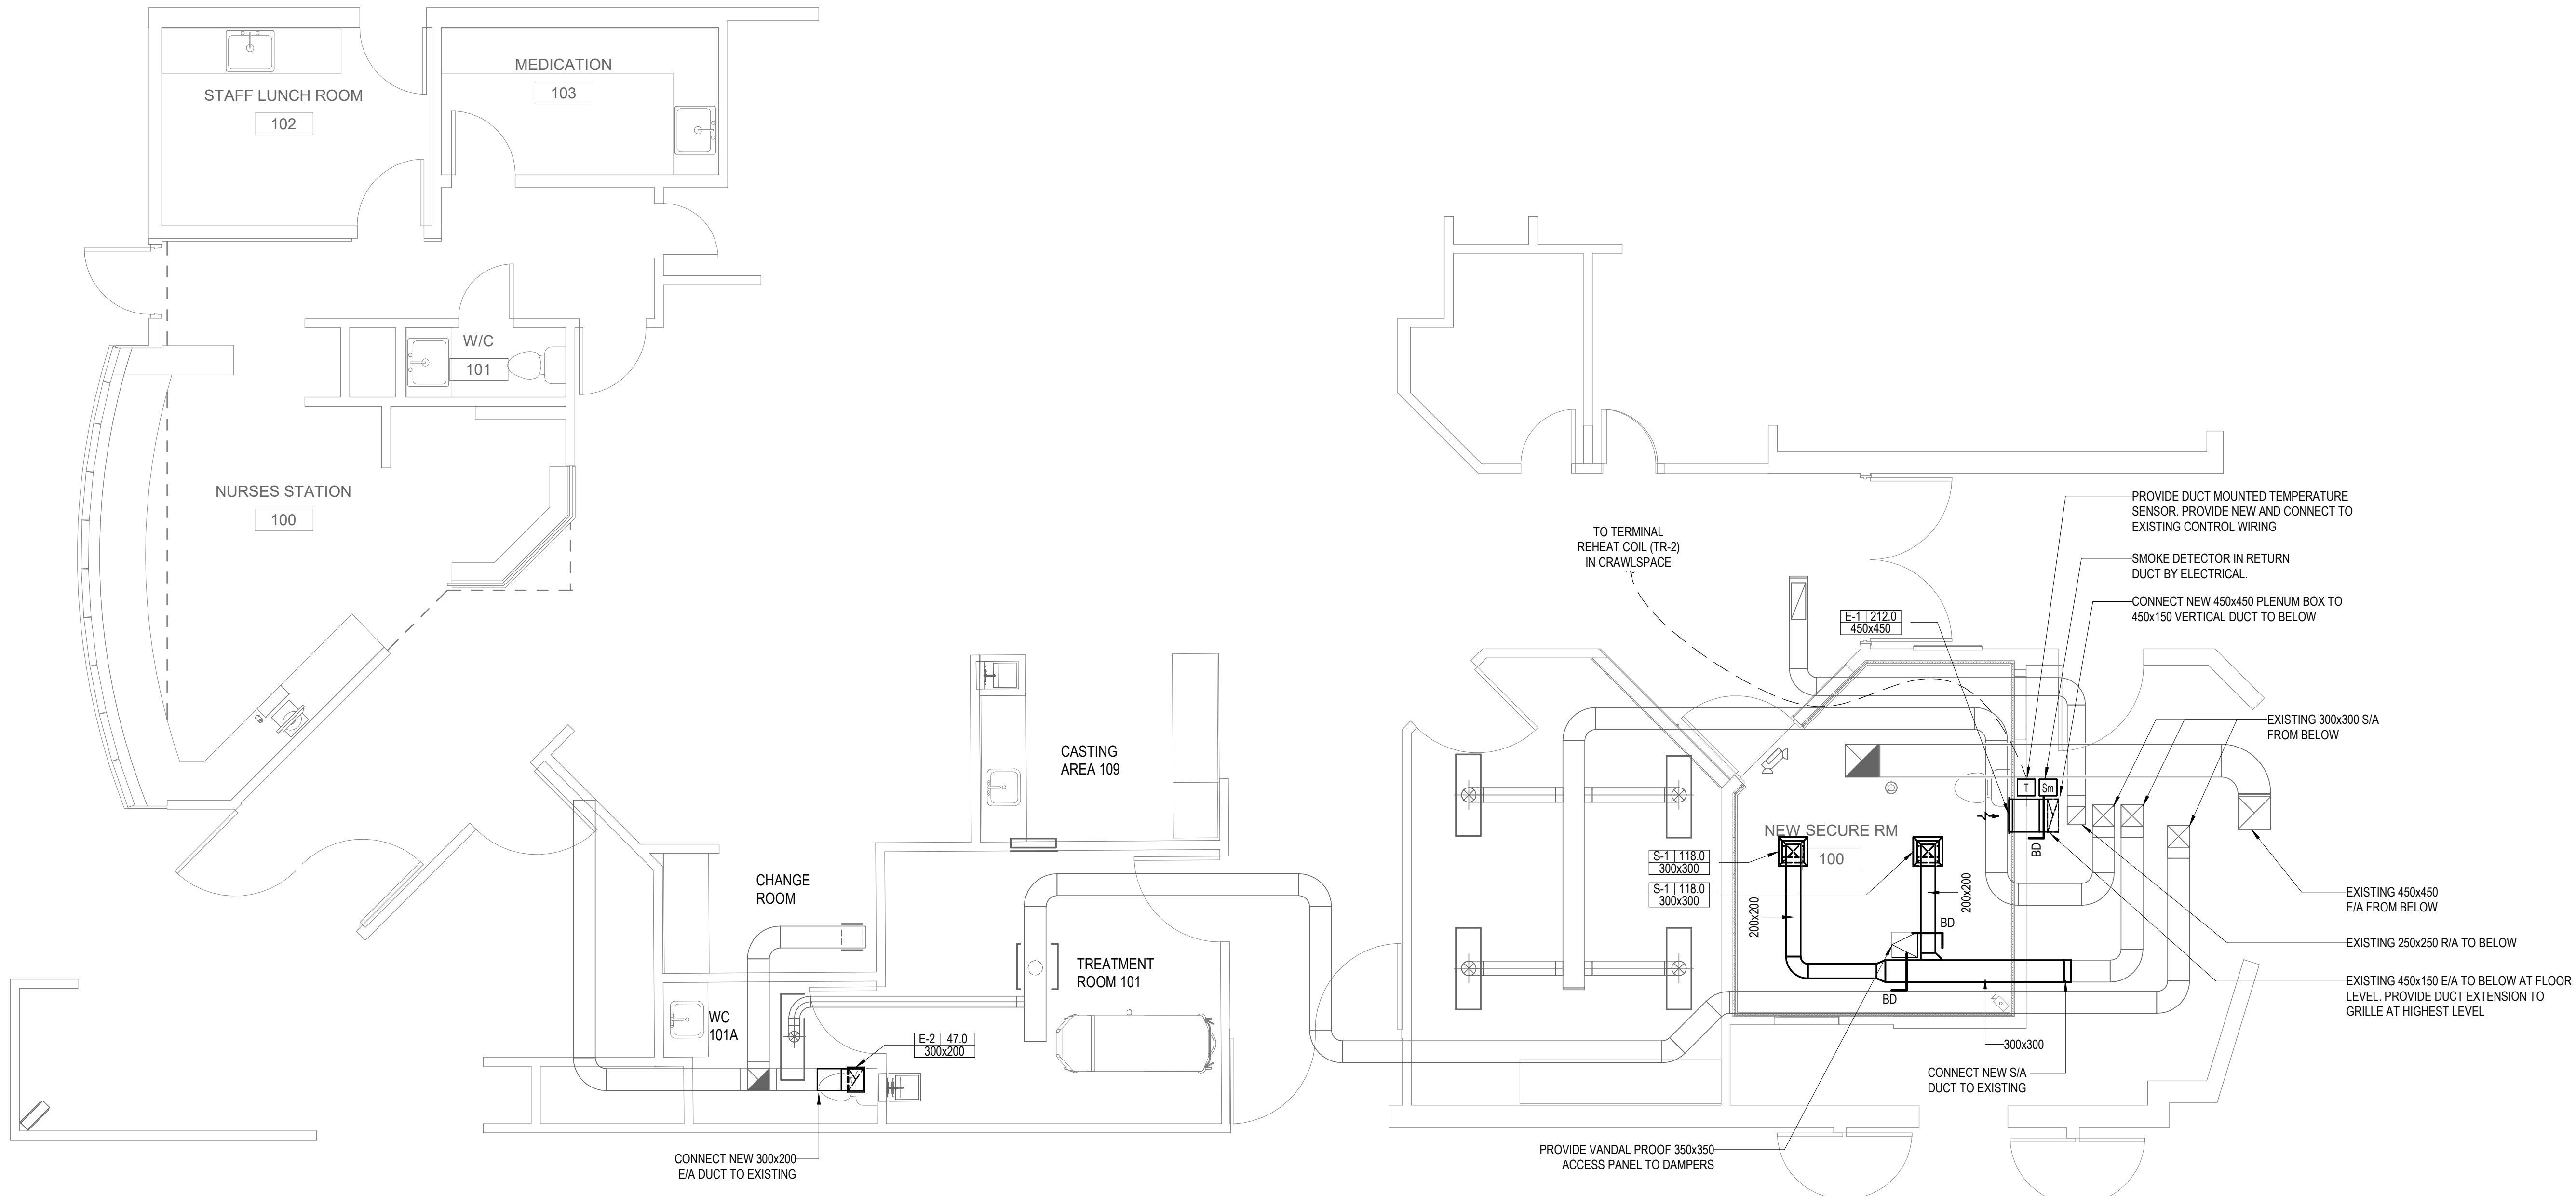 STAFF LUNCH ROOM
102
MEDICATION
103
W/C
101
NURSES STATION
100
CASTING
AREA 109
CHANGE
ROOM
TREATMENT
ROOM 101
WC
101A
E-2 47.0
300x200
CONNECT NEW 300x200
E/A DUCT TO EXISTING
TO TERMINAL
REHEAT COIL (TR-2)
IN CRAWLSPACE
E-1 212.0
450x450
NEW SECURE RM
100
S-1 118.0
300x300
S-1 118.0
300x300
200x200
200x200
BD
BD
BD
T
Sm
300x300
CONNECT NEW S/A
DUCT TO EXISTING
PROVIDE VANDAL PROOF 350x350
ACCESS PANEL TO DAMPERS
PROVIDE DUCT MOUNTED TEMPERATURE
SENSOR. PROVIDE NEW AND CONNECT TO
EXISTING CONTROL WIRING
SMOKE DETECTOR IN RETURN
DUCT BY ELECTRICAL.
CONNECT NEW 450x450 PLENUM BOX TO
450x150 VERTICAL DUCT TO BELOW
EXISTING 300x300 S/A
FROM BELOW
EXISTING 450x450
E/A FROM BELOW
EXISTING 250x250 R/A TO BELOW
EXISTING 450x150 E/A TO BELOW AT FLOOR
LEVEL. PROVIDE DUCT EXTENSION TO
GRILLE AT HIGHEST LEVEL